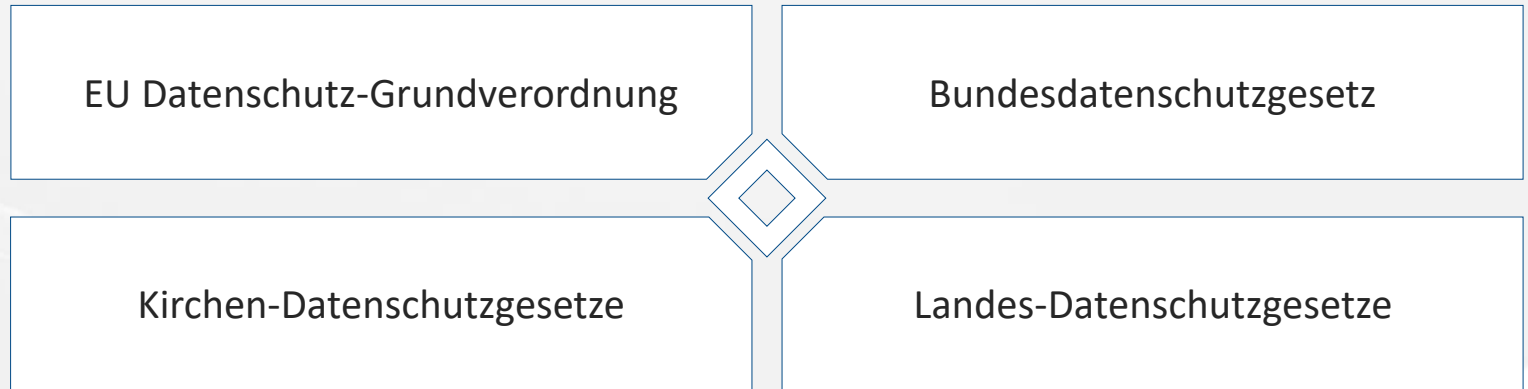 EU Datenschutz-Grundverordnung
Bundesdatenschutzgesetz
Kirchen-Datenschutzgesetze
Landes-Datenschutzgesetze